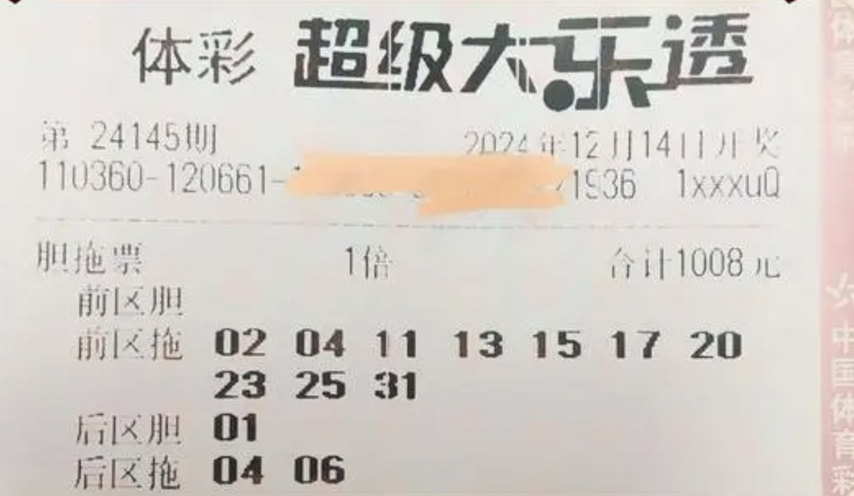 体彩 超级大乐透
第 24145期 2024年12月14日开奖
110360-120661- 1936 1xxxuQ
胆拖票 1倍 合计1008元
前区胆
前区拖 02 04 11 13 15 17 20
23 25 31
后区胆 01
后区拖 04 06
中国体育彩